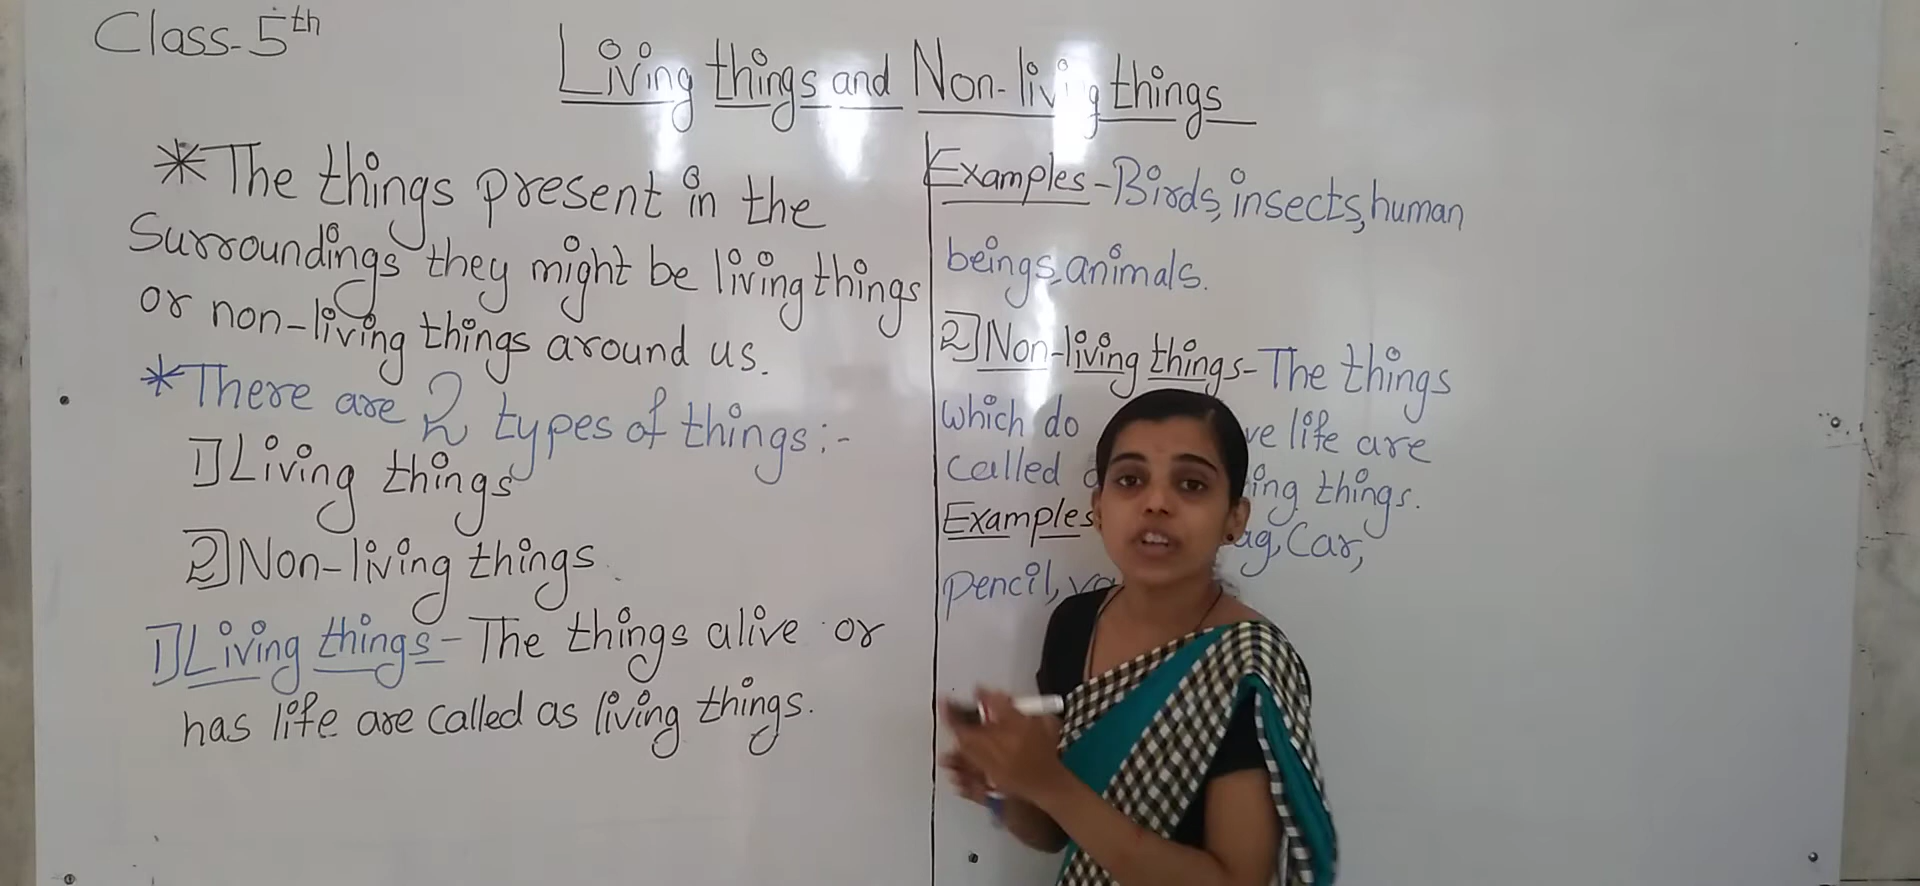 Class-5th
Living things and Non-living things
*The things present in the
Surroundings they might be living things
or non-living things around us.
*There are 2 types of things:-
1]Living things
2]Non-living things
1]Living things-The things alive or
has life are called as living things.
Examples-Birds, insects, human
beings, animals.
2]Non-living things-The things
which do life are
called things.
Examples Car,
pencil,